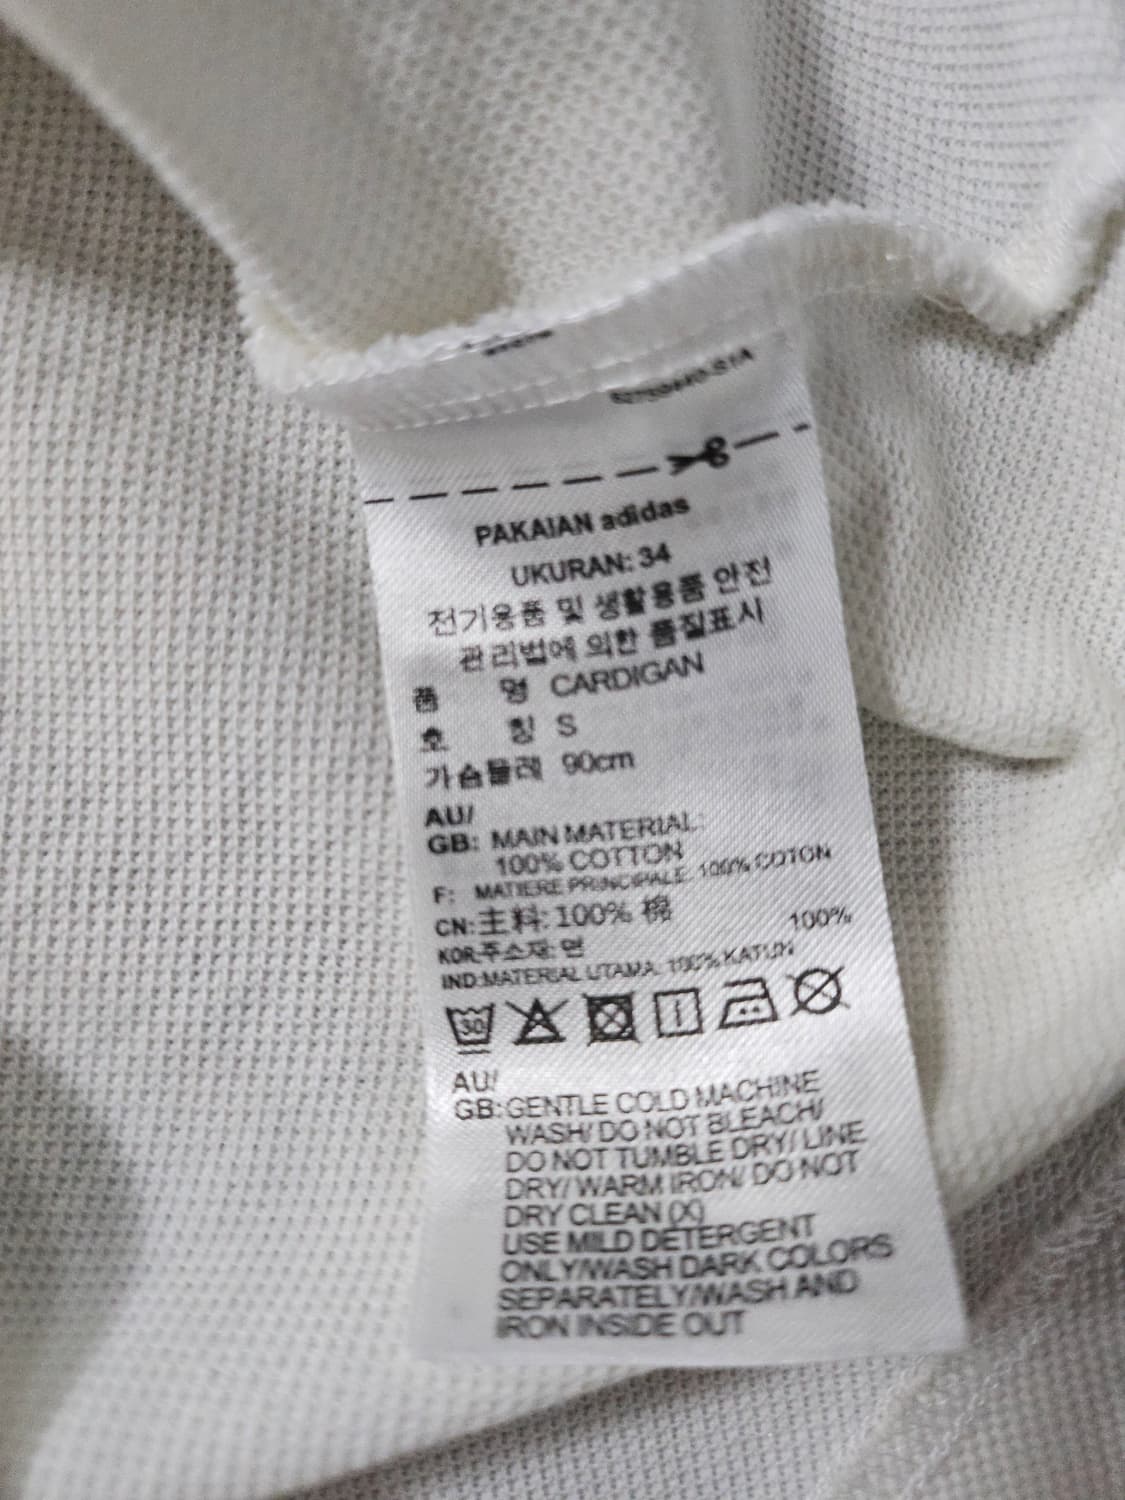 PAKAIAN adidas
UKURAN: 34
전기용품 및 생활용품 안전
관리법에 의한 품질표시
품 명 CARDIGAN
호 칭 S
가슴둘레 90cm
AU/
GB: MAIN MATERIAL:
100% COTTON
F: MATIERE PRINCIPALE: 100% COTON
CN:主料: 100% 棉
KOR:주소재: 면 100%
IND:MATERIAL UTAMA: 100% KATUN
30
AU/
GB:GENTLE COLD MACHINE
WASH/ DO NOT BLEACH/
DO NOT TUMBLE DRY/ LINE
DRY/ WARM IRON/ DO NOT
DRY CLEAN (X)
USE MILD DETERGENT
ONLY/WASH DARK COLORS
SEPARATELY/WASH AND
IRON INSIDE OUT